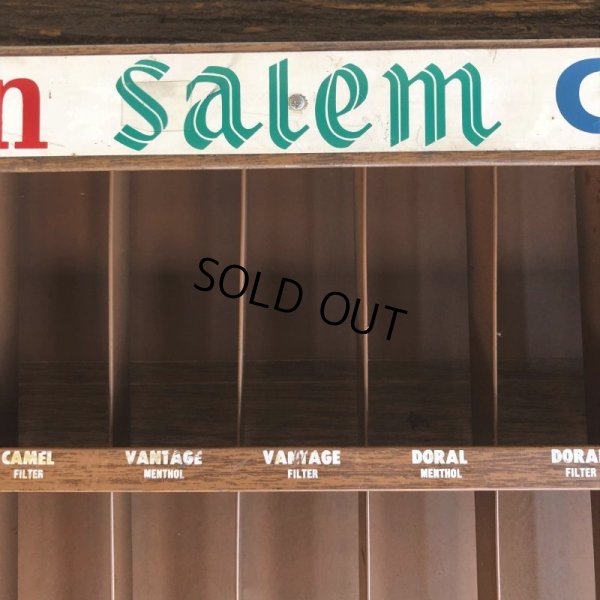 n Salem C
SOLD OUT
CAMEL VANTAGE VANTAGE DORAL DORAL
FILTER MENTHOL FILTER MENTHOL FILTER